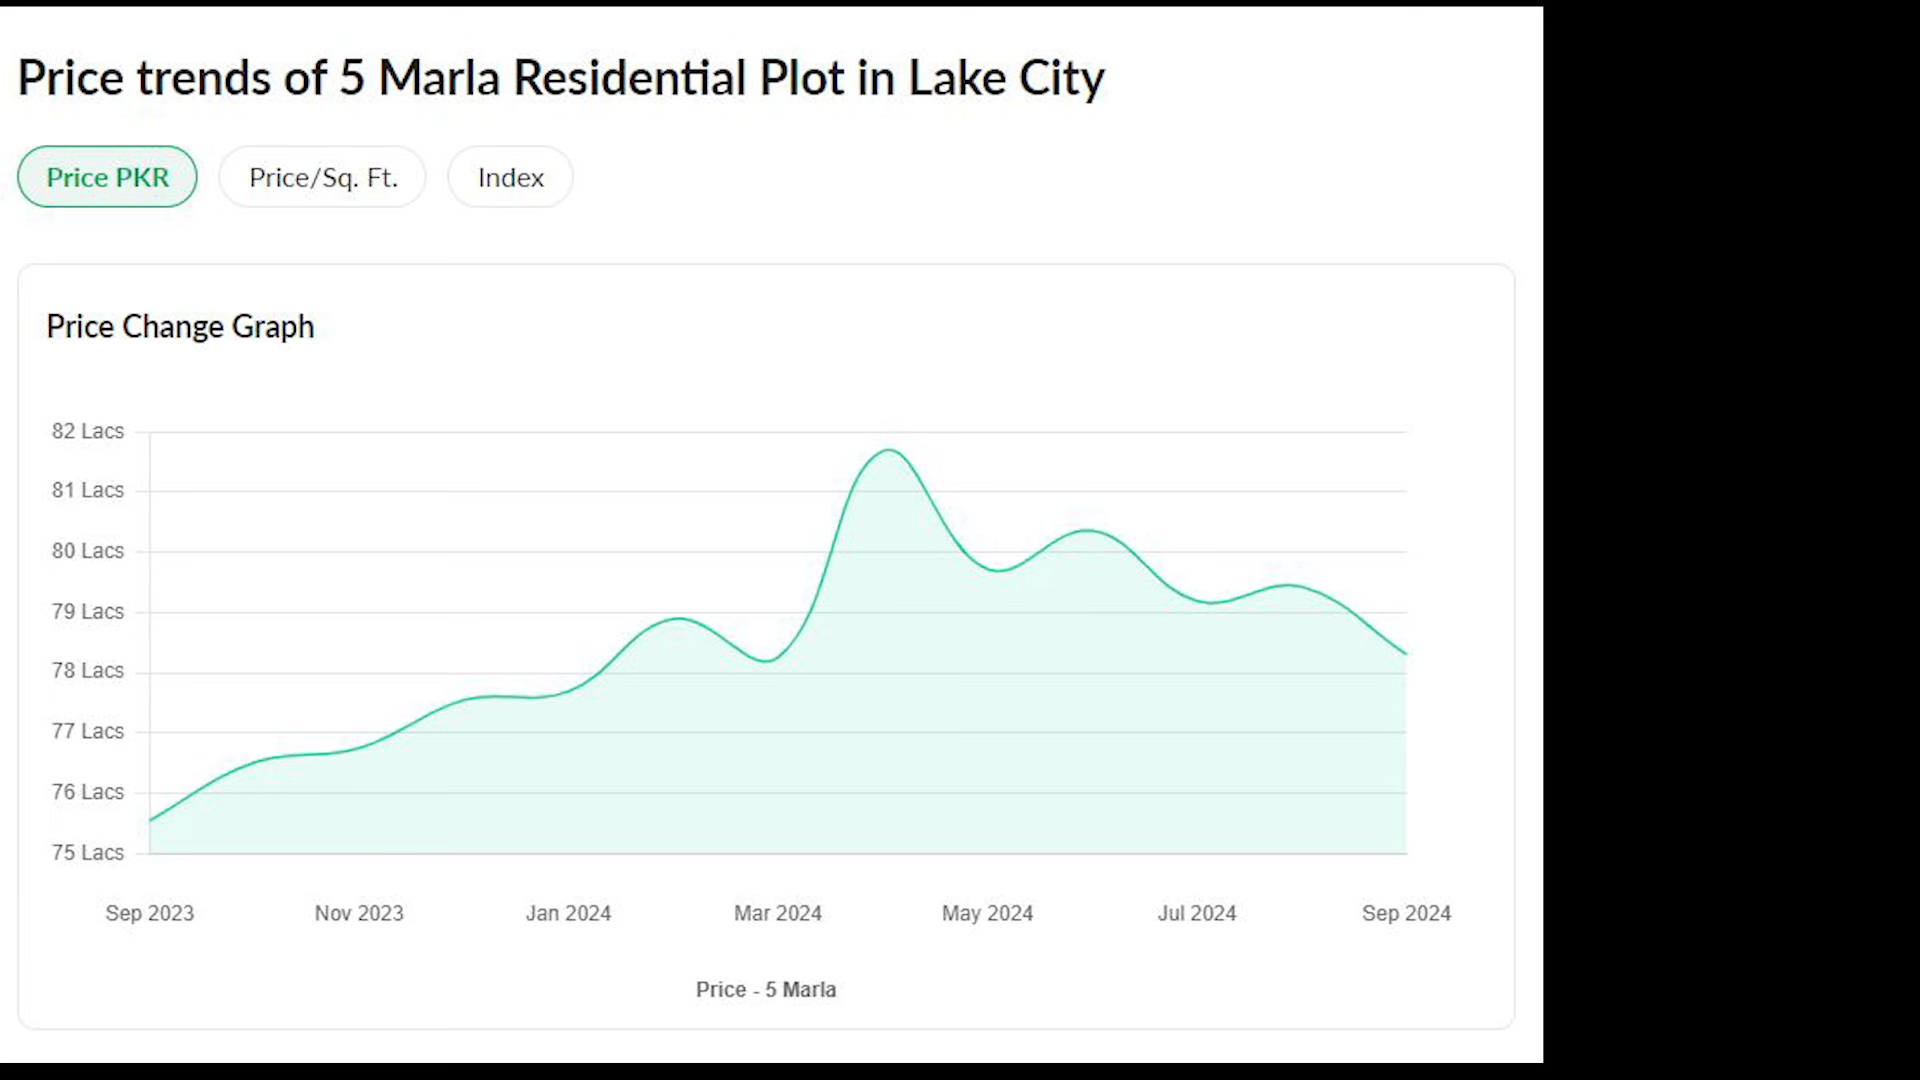 Price trends of 5 Marla Residential Plot in Lake City
Price PKR
Price/Sq. Ft.
Index
Price Change Graph
82 Lacs
81 Lacs
80 Lacs
79 Lacs
78 Lacs
77 Lacs
76 Lacs
75 Lacs
Sep 2023
Nov 2023
Jan 2024
Mar 2024
May 2024
Jul 2024
Sep 2024
Price - 5 Marla